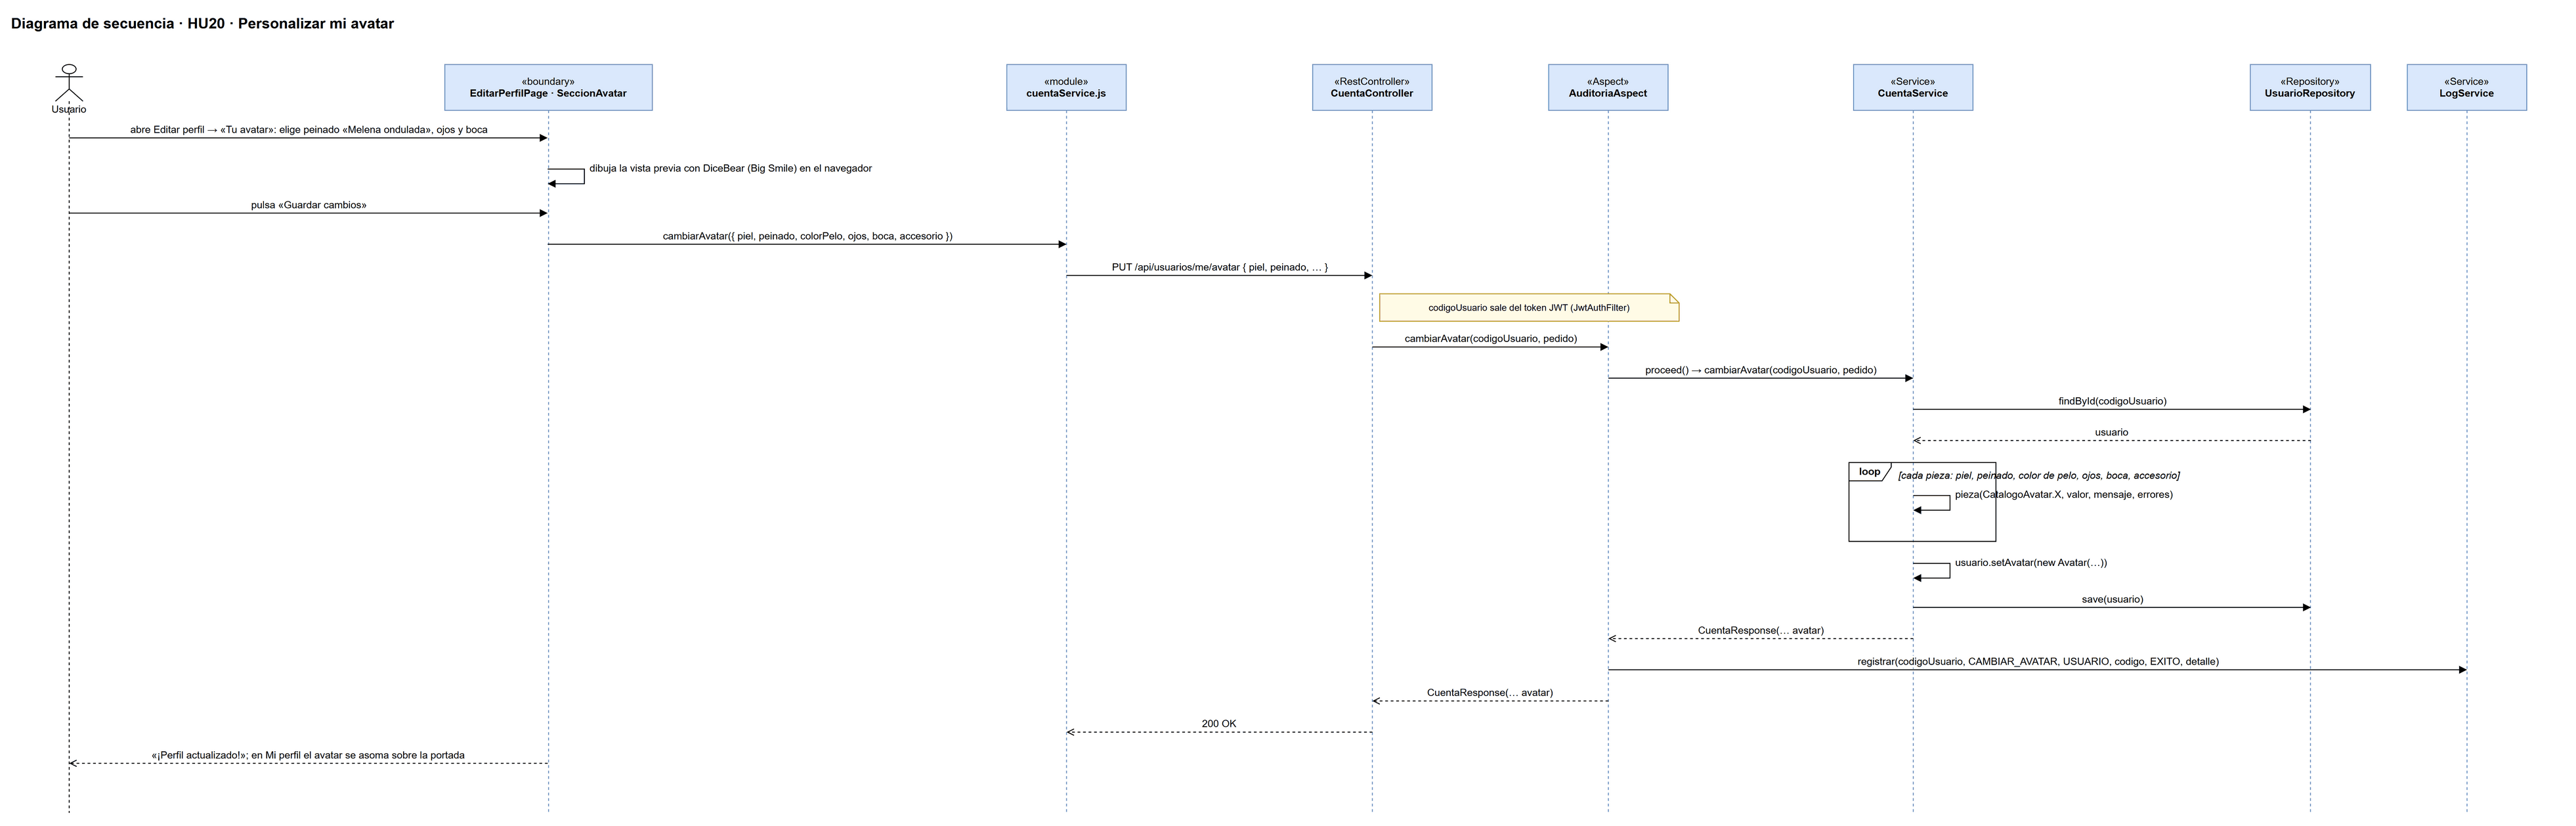 Diagrama de secuencia · HU20 · Personalizar mi avatar
Usuario
«boundary»
EditarPerfilPage · SeccionAvatar
«module»
cuentaService.js
«RestController»
CuentaController
«Aspect»
AuditoriaAspect
«Service»
CuentaService
«Repository»
UsuarioRepository
«Service»
LogService
abre Editar perfil → «Tu avatar»: elige peinado «Melena ondulada», ojos y boca
dibuja la vista previa con DiceBear (Big Smile) en el navegador
pulsa «Guardar cambios»
cambiarAvatar({ piel, peinado, colorPelo, ojos, boca, accesorio })
PUT /api/usuarios/me/avatar { piel, peinado, … }
codigoUsuario sale del token JWT (JwtAuthFilter)
cambiarAvatar(codigoUsuario, pedido)
proceed() → cambiarAvatar(codigoUsuario, pedido)
findById(codigoUsuario)
usuario
loop
[cada pieza: piel, peinado, color de pelo, ojos, boca, accesorio]
pieza(CatalogoAvatar.X, valor, mensaje, errores)
usuario.setAvatar(new Avatar(…))
save(usuario)
CuentaResponse(… avatar)
registrar(codigoUsuario, CAMBIAR_AVATAR, USUARIO, codigo, EXITO, detalle)
CuentaResponse(… avatar)
200 OK
«¡Perfil actualizado!»; en Mi perfil el avatar se asoma sobre la portada